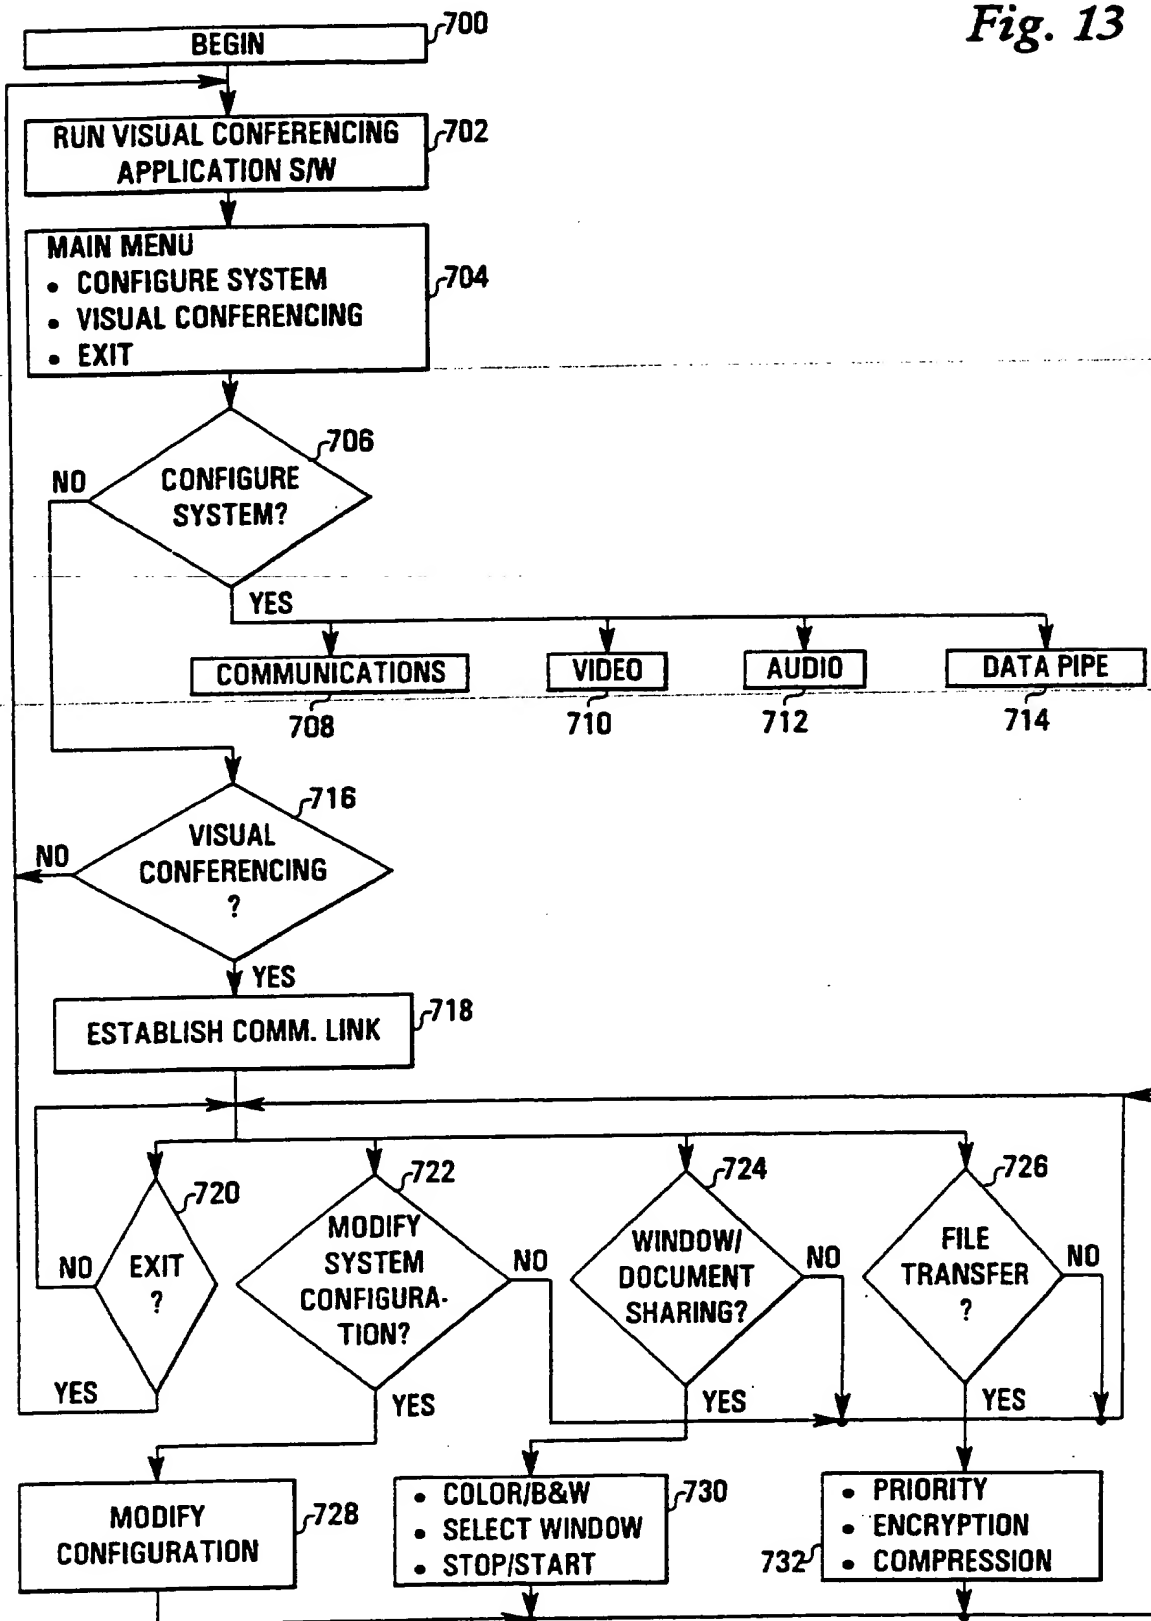 Fig. 13
BEGIN
700
RUN VISUAL CONFERENCING
APPLICATION S/W
702
MAIN MENU
• CONFIGURE SYSTEM
• VISUAL CONFERENCING
• EXIT
704
CONFIGURE
SYSTEM?
706
NO
YES
COMMUNICATIONS
708
VIDEO
710
AUDIO
712
DATA PIPE
714
VISUAL
CONFERENCING
?
716
NO
YES
ESTABLISH COMM. LINK
718
EXIT
?
720
NO
YES
MODIFY
SYSTEM
CONFIGURA-
TION?
722
NO
YES
WINDOW/
DOCUMENT
SHARING?
724
NO
YES
FILE
TRANSFER
?
726
NO
YES
MODIFY
CONFIGURATION
728
• COLOR/B&W
• SELECT WINDOW
• STOP/START
730
• PRIORITY
• ENCRYPTION
• COMPRESSION
732